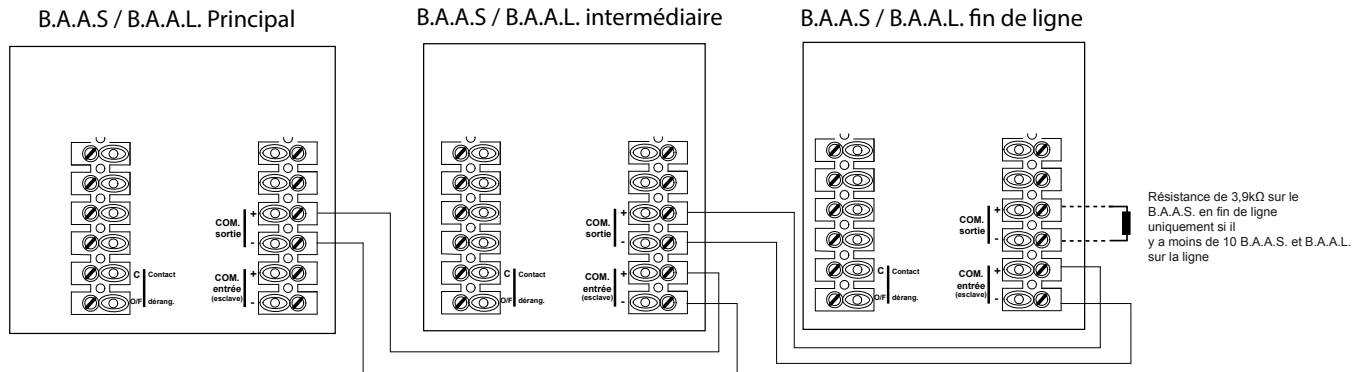 B.A.A.S / B.A.A.L. Principal
B.A.A.S / B.A.A.L. intermédiaire
B.A.A.S / B.A.A.L. fin de ligne
COM.
sortie
+
-
COM.
entrée
(esclave)
+
-
C
Contact
O/F
dérang.
COM.
sortie
+
-
COM.
entrée
(esclave)
+
-
C
Contact
O/F
dérang.
COM.
sortie
+
-
COM.
entrée
(esclave)
+
-
C
Contact
O/F
dérang.
Résistance de 3,9kΩ sur le
B.A.A.S. en fin de ligne
uniquement si il
y a moins de 10 B.A.A.S. et B.A.A.L.
sur la ligne